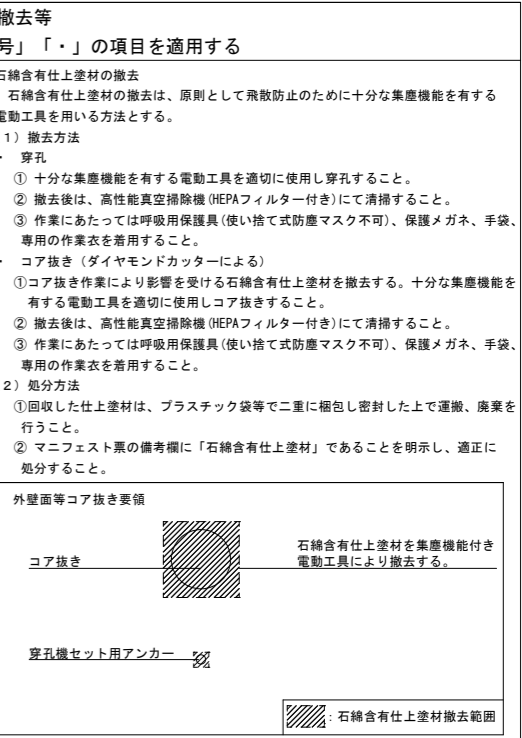 撤去等
号」「・」の項目を適用する
石綿含有仕上塗材の撤去
石綿含有仕上塗材の撤去は、原則として飛散防止のために十分な集塵機能を有する
電動工具を用いる方法とする。
1）撤去方法
・ 穿孔
① 十分な集塵機能を有する電動工具を適切に使用し穿孔すること。
② 撤去後は、高性能真空掃除機(HEPAフィルター付き)にて清掃すること。
③ 作業にあたっては呼吸用保護具(使い捨て式防塵マスク不可)、保護メガネ、手袋、
専用の作業衣を着用すること。
・ コア抜き（ダイヤモンドカッターによる）
①コア抜き作業により影響を受ける石綿含有仕上塗材を撤去する。十分な集塵機能を
有する電動工具を適切に使用しコア抜きすること。
② 撤去後は、高性能真空掃除機(HEPAフィルター付き)にて清掃すること。
③ 作業にあたっては呼吸用保護具(使い捨て式防塵マスク不可)、保護メガネ、手袋、
専用の作業衣を着用すること。
2）処分方法
①回収した仕上塗材は、プラスチック袋等で二重に梱包し密封した上で運搬、廃棄を
行うこと。
② マニフェスト票の備考欄に「石綿含有仕上塗材」であることを明示し、適正に
処分すること。
外壁面等コア抜き要領
コア抜き
石綿含有仕上塗材を集塵機能付き
電動工具により撤去する。
穿孔機セット用アンカー
：石綿含有仕上塗材撤去範囲